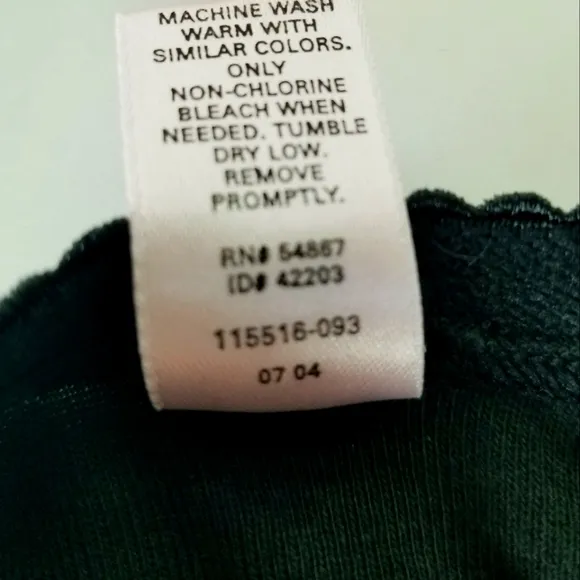 MACHINE WASH
WARM WITH
SIMILAR COLORS.
ONLY
NON-CHLORINE
BLEACH WHEN
NEEDED. TUMBLE
DRY LOW.
REMOVE
PROMPTLY.
RN# 54867
ID# 42203
115516-093
07 04